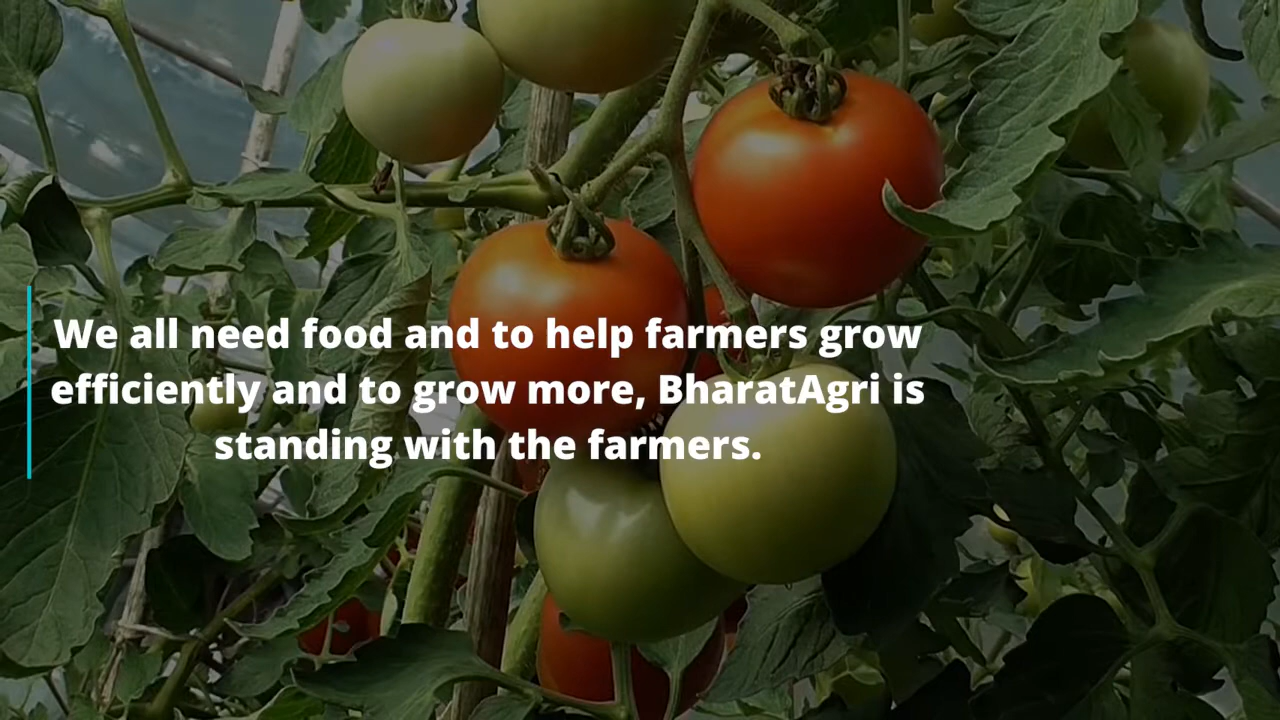 We all need food and to help farmers grow
efficiently and to grow more, BharatAgri is
standing with the farmers.